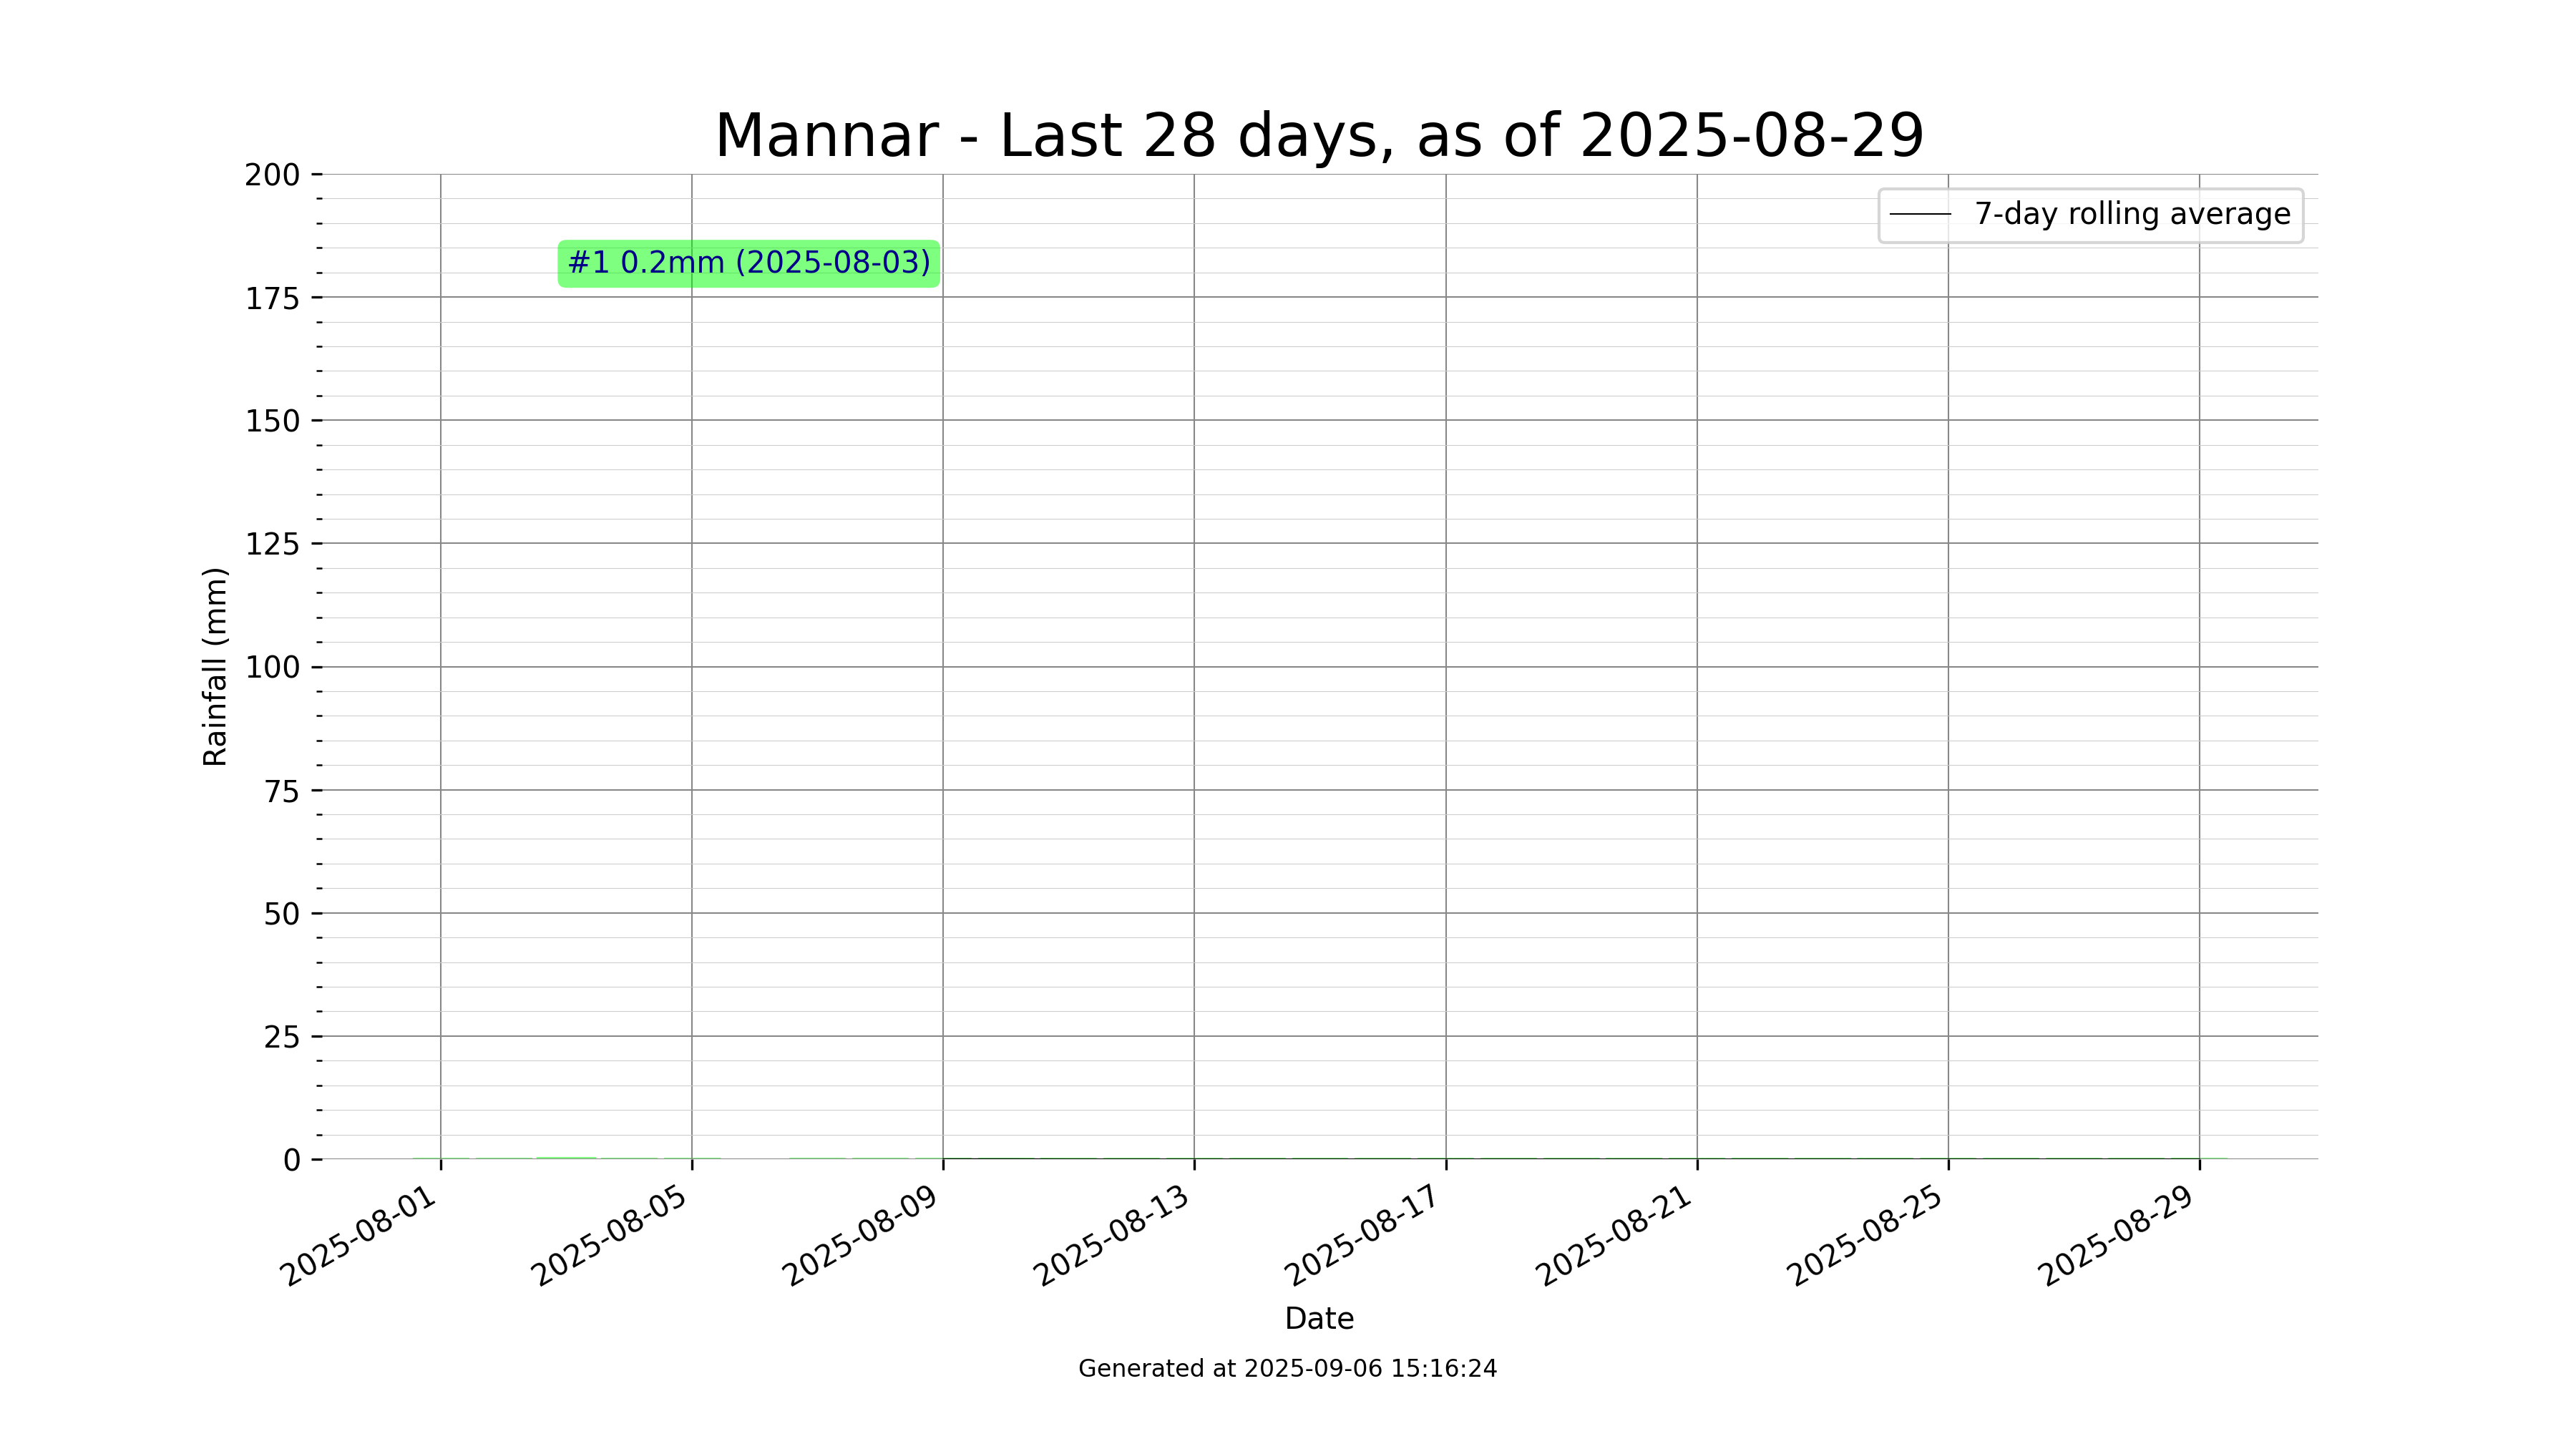 Mannar - Last 28 days, as of 2025-08-29
7-day rolling average
#1 0.2mm (2025-08-03)
200
175
150
125
100
75
50
25
0
Rainfall (mm)
2025-08-01
2025-08-05
2025-08-09
2025-08-13
2025-08-17
2025-08-21
2025-08-25
2025-08-29
Date
Generated at 2025-09-06 15:16:24